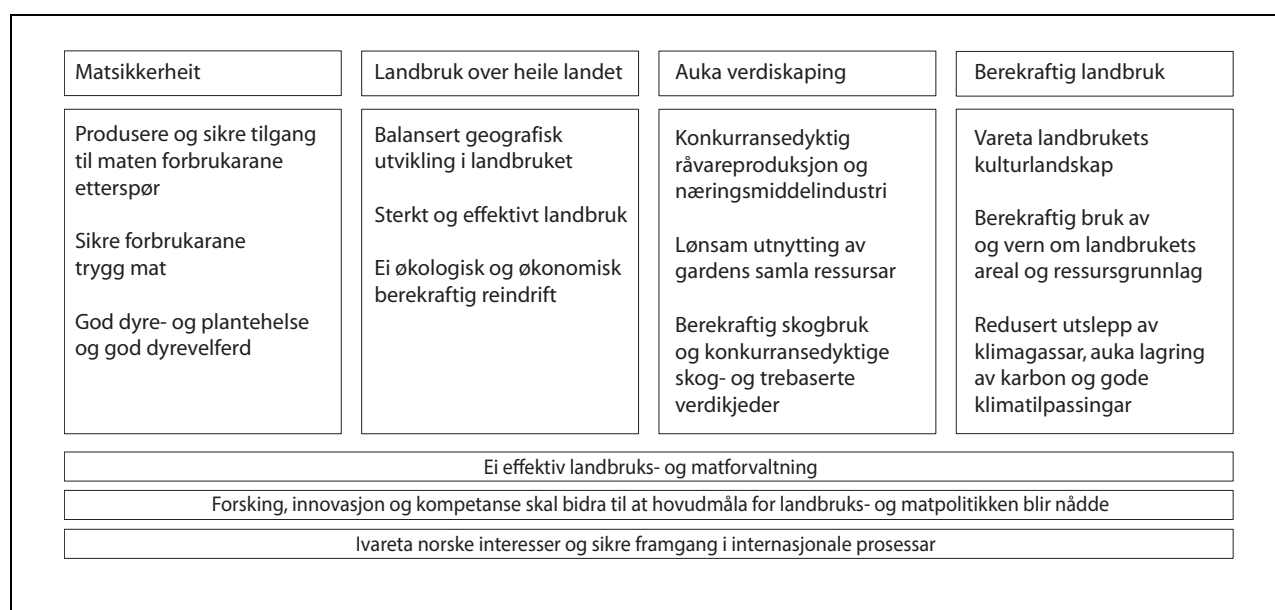 Matsikkerheit
Produsere og sikre tilgang
til maten forbrukarane
etterspør
Sikre forbrukarane
trygg mat
God dyre- og plantehelse
og god dyrevelferd
Landbruk over heile landet
Balansert geografisk
utvikling i landbruket
Sterkt og effektivt landbruk
Ei økologisk og økonomisk
berekraftig reindrift
Auka verdiskaping
Konkurransedyktig
råvareproduksjon og
næringsmiddelindustri
Lønsam utnytting av
gardens samla ressursar
Berekraftig skogbruk
og konkurransedyktige
skog- og trebaserte
verdikjeder
Berekraftig landbruk
Vareta landbrukets
kulturlandskap
Berekraftig bruk av
og vern om landbrukets
areal og ressursgrunnlag
Redusert utslepp av
klimagassar, auka lagring
av karbon og gode
klimatilpassingar
Ei effektiv landbruks- og matforvaltning
Forsking, innovasjon og kompetanse skal bidra til at hovudmåla for landbruks- og matpolitikken blir nådde
Ivareta norske interesser og sikre framgang i internasjonale prosessar